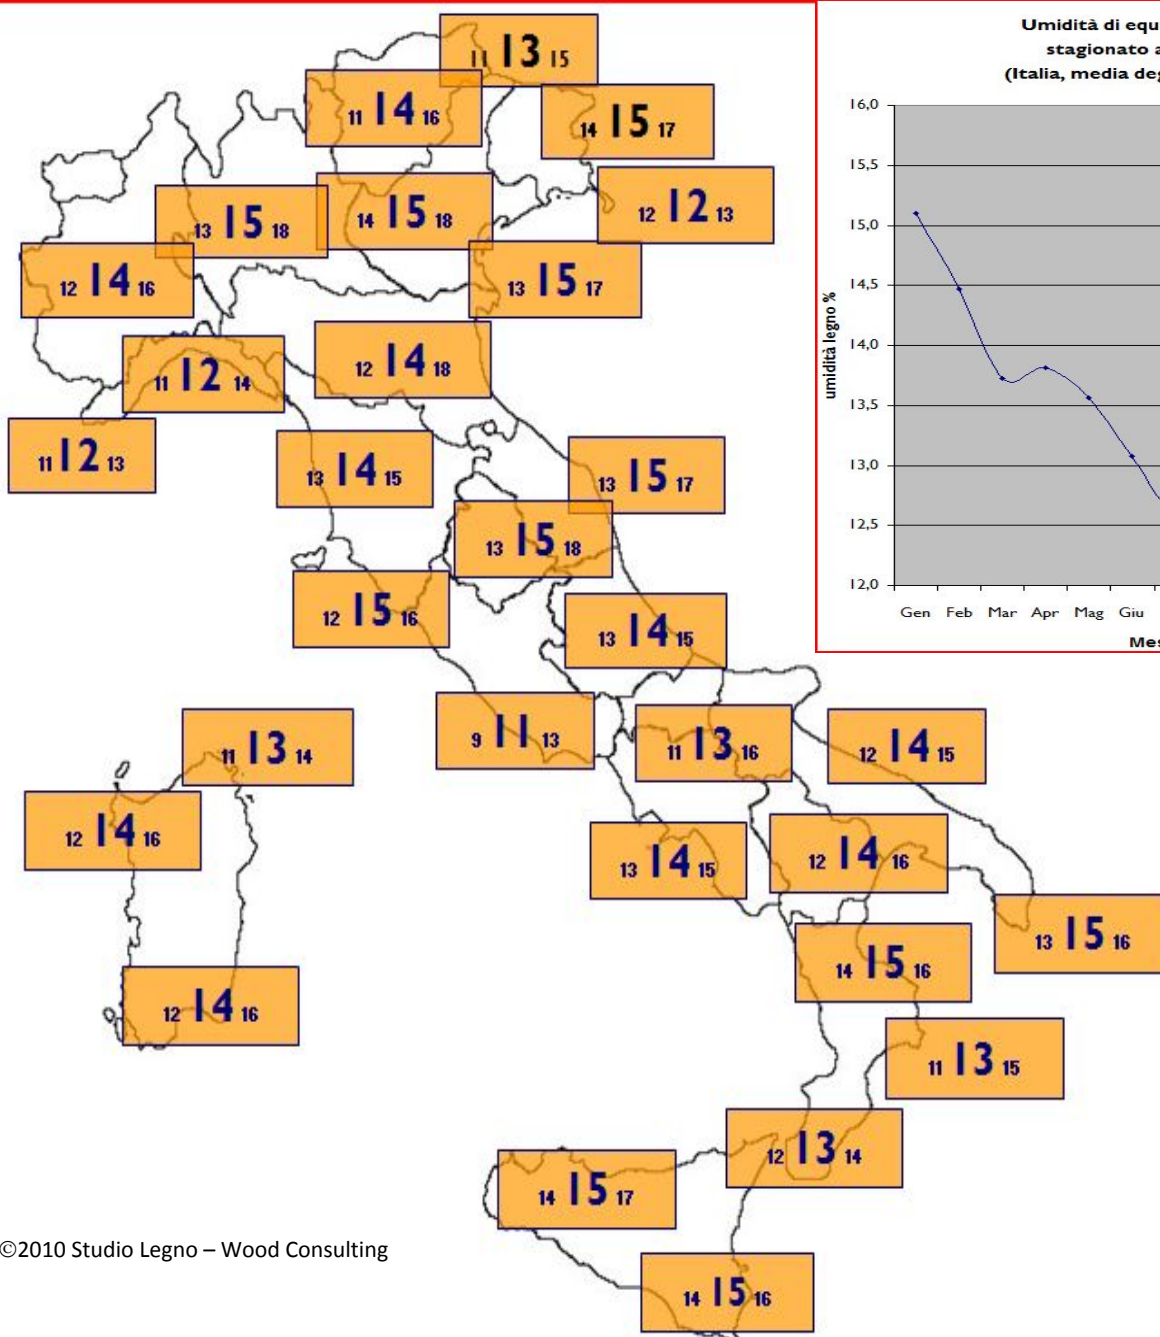 Umidità di equ
stagionato a
(Italia, media deg
16,0
15,5
15,0
14,5
14,0
13,5
13,0
12,5
12,0
umidità legno %
Gen Feb Mar Apr Mag Giu
Mes
11 13 15
11 14 16
14 15 17
12 12 13
13 15 18
14 15 18
12 14 16
13 15 17
11 12 14
12 14 18
11 12 13
13 14 15
13 15 17
13 15 18
12 15 16
13 14 15
9 11 13
11 13 16
12 14 15
11 13 14
12 14 16
13 14 15
12 14 16
13 15 16
14 15 16
12 14 16
11 13 15
12 13 14
14 15 17
14 15 16
©2010 Studio Legno – Wood Consulting